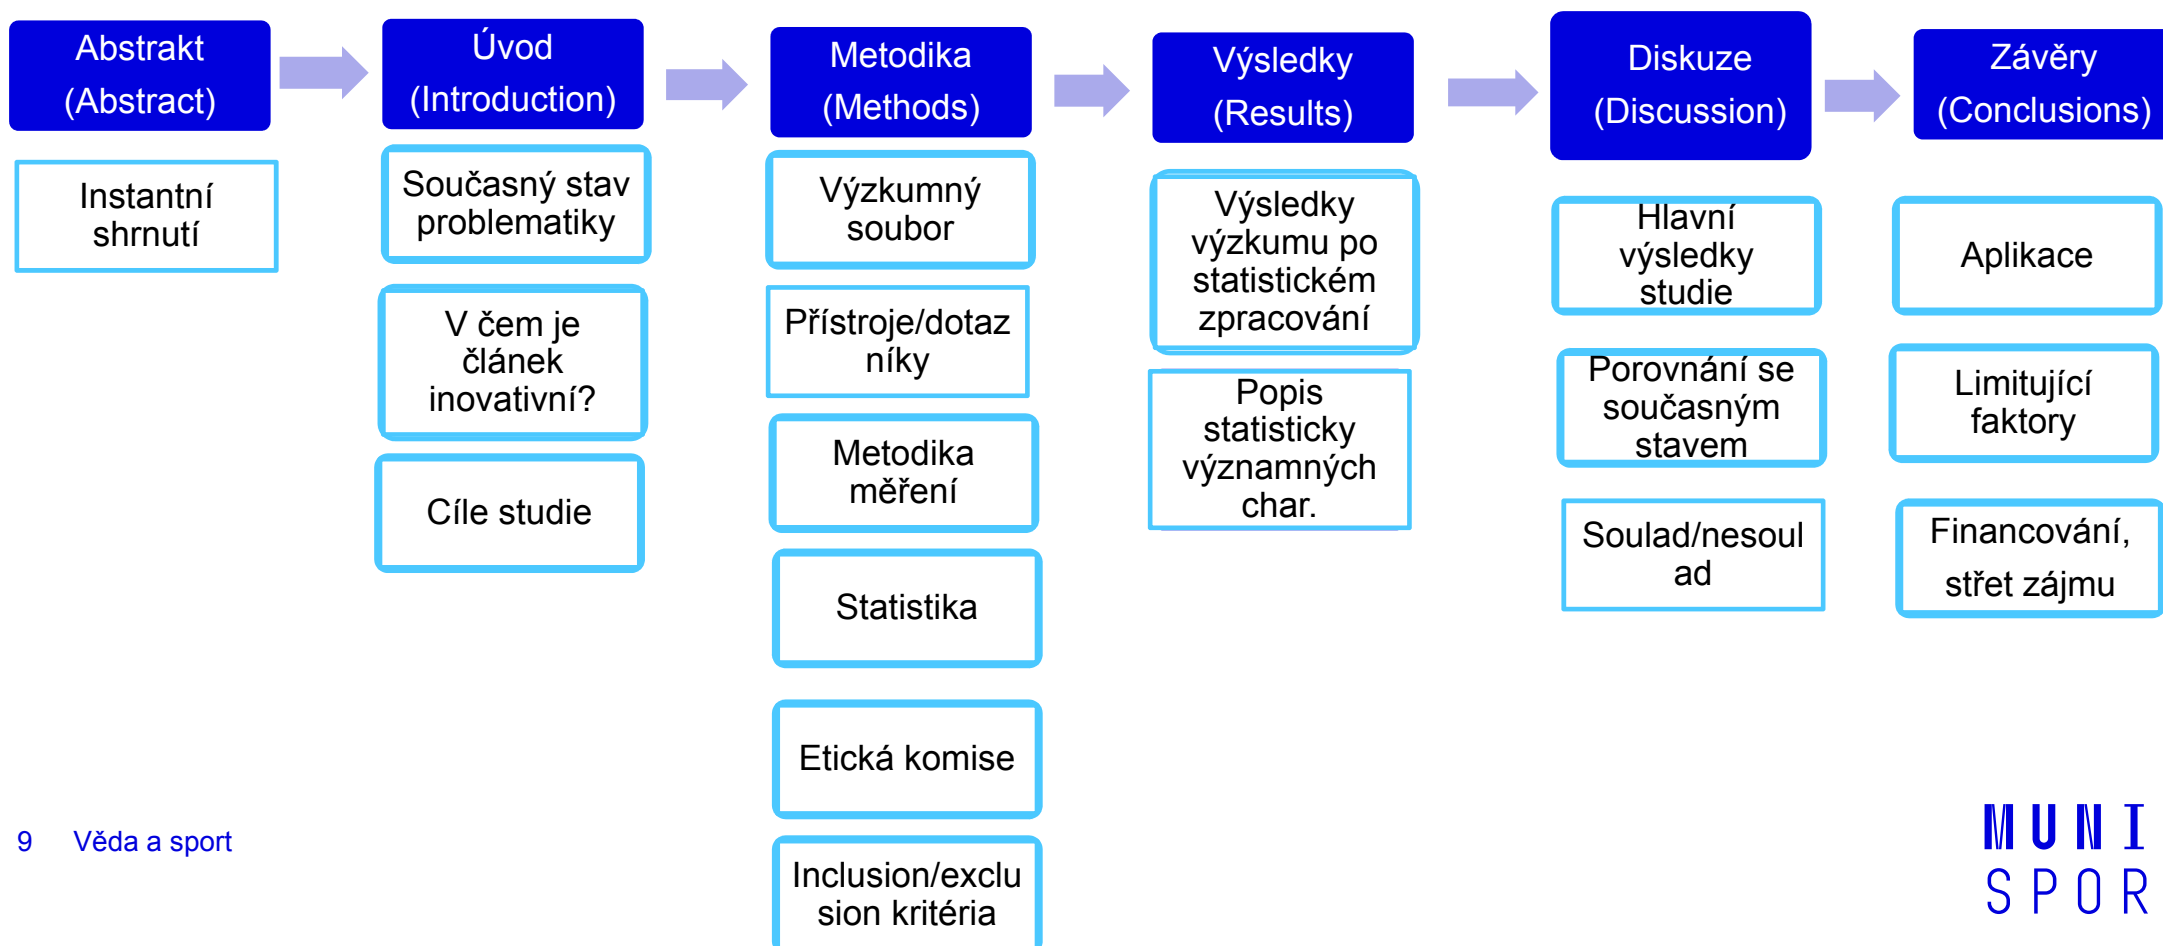 Abstrakt
(Abstract)
Instantní
shrnutí
Úvod
(Introduction)
Současný stav
problematiky
V čem je
článek
inovativní?
Cíle studie
Metodika
(Methods)
Výzkumný
soubor
Přístroje/dotaz
níky
Metodika
měření
Statistika
Etická komise
Inclusion/exclu
sion kritéria
Výsledky
(Results)
Výsledky
výzkumu po
statistickém
zpracování
Popis
statisticky
významných
char.
Diskuze
(Discussion)
Hlavní
výsledky
studie
Porovnání se
současným
stavem
Soulad/nesoul
ad
Závěry
(Conclusions)
Aplikace
Limitující
faktory
Financování,
střet zájmu
9 Věda a sport
MUNI
SPOR